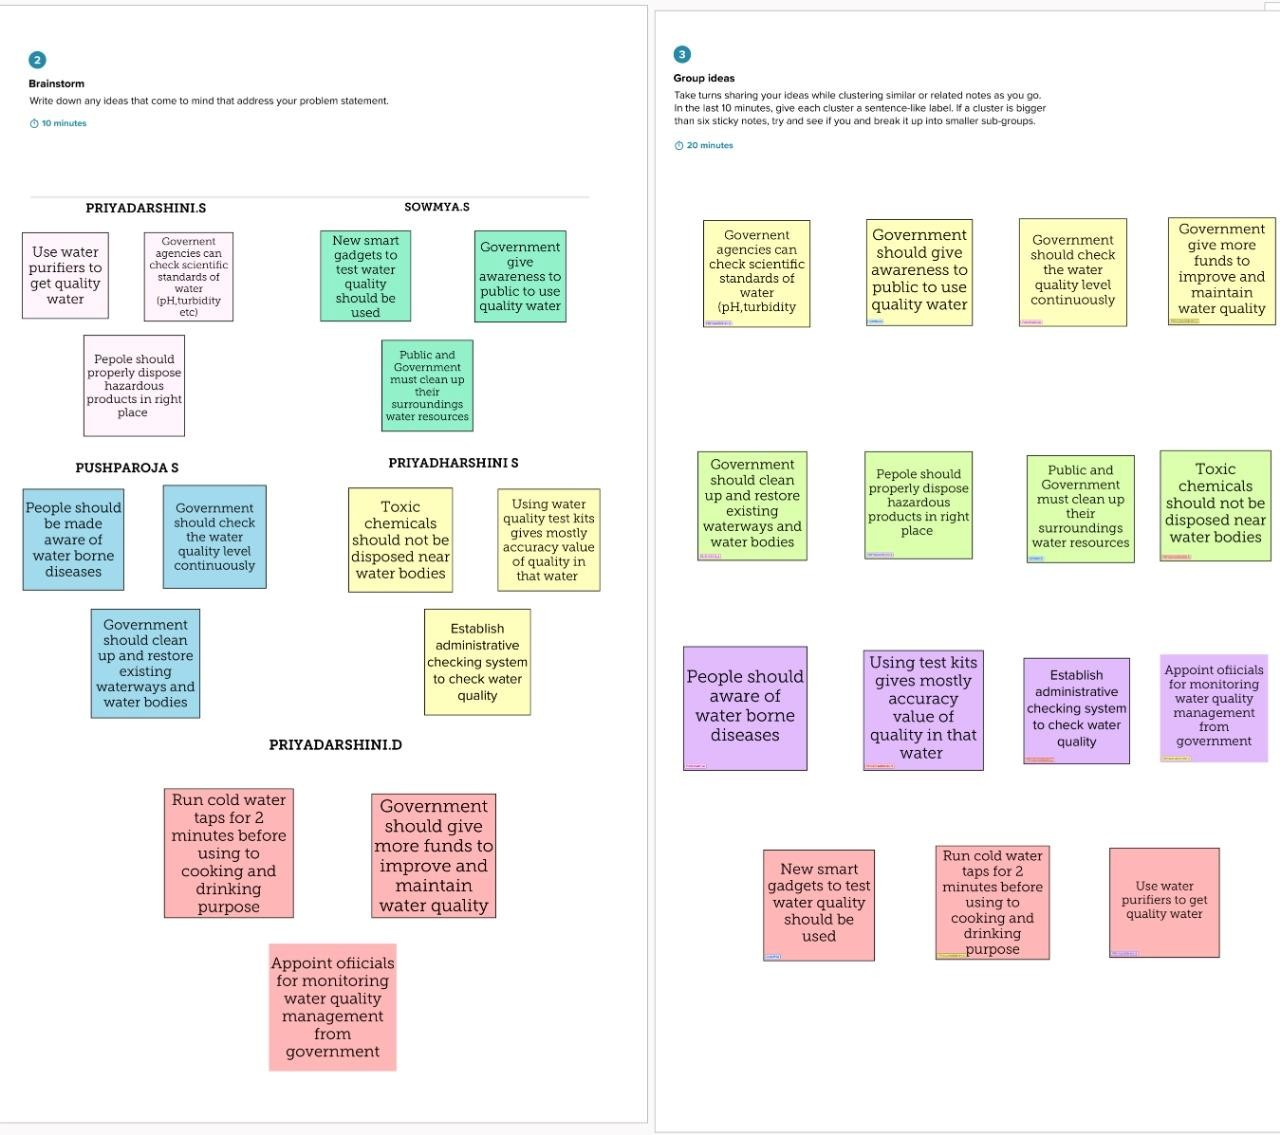 2
Brainstorm
Write down any ideas that come to mind that address your problem statement.
10 minutes
PRIYADARSHINI.S
Use water
purifiers to
get quality
water
Governent
agencies can
check scientific
standards of
water
(pH,turbidity
etc)
Pepole should
properly dispose
hazardous
products in right
place
SOWMYA.S
New smart
gadgets to
test water
quality
should be
used
Government
give
awareness to
public to use
quality water
Public and
Government
must clean up
their
surroundings
water resources
PUSHPAROJA S
People should
be made
aware of
water borne
diseases
Government
should check
the water
quality level
continuously
Government
should clean
up and restore
existing
waterways and
water bodies
PRIYADHARSHINI S
Toxic
chemicals
should not be
disposed near
water bodies
Using water
quality test kits
gives mostly
accuracy value
of quality in
that water
Establish
administrative
checking system
to check water
quality
PRIYADARSHINI.D
Run cold water
taps for 2
minutes before
using to
cooking and
drinking
purpose
Government
should give
more funds to
improve and
maintain
water quality
Appoint ofiicials
for monitoring
water quality
management
from
government
3
Group ideas
Take turns sharing your ideas while clustering similar or related notes as you go.
In the last 10 minutes, give each cluster a sentence-like label. If a cluster is bigger
than six sticky notes, try and see if you and break it up into smaller sub-groups.
20 minutes
Governent
agencies can
check scientific
standards of
water
(pH,turbidity
Government
should give
awareness to
public to use
quality water
Government
should check
the water
quality level
continuously
Government
give more
funds to
improve and
maintain
water quality
Government
should clean
up and restore
existing
waterways and
water bodies
Pepole should
properly dispose
hazardous
products in right
place
Public and
Government
must clean up
their
surroundings
water resources
Toxic
chemicals
should not be
disposed near
water bodies
People should
aware of
water borne
diseases
Using test kits
gives mostly
accuracy
value of
quality in that
water
Establish
administrative
checking system
to check water
quality
Appoint ofiicials
for monitoring
water quality
management
from
government
New smart
gadgets to test
water quality
should be
used
Run cold water
taps for 2
minutes before
using to
cooking and
drinking
purpose
Use water
purifiers to get
quality water